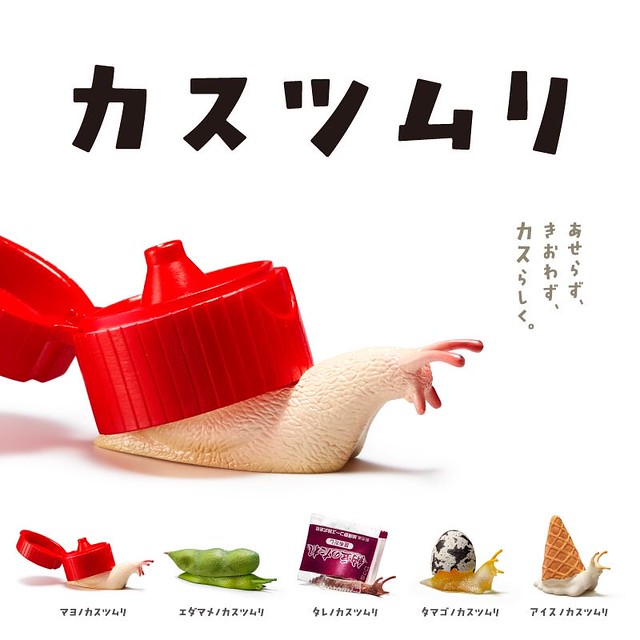 カスツムリ
あせらず、
きおわず、
カスらしく。
マヨノカスツムリ
エダマメノカスツムリ
タレノカスツムリ
タマゴノカスツムリ
アイスノカスツムリ